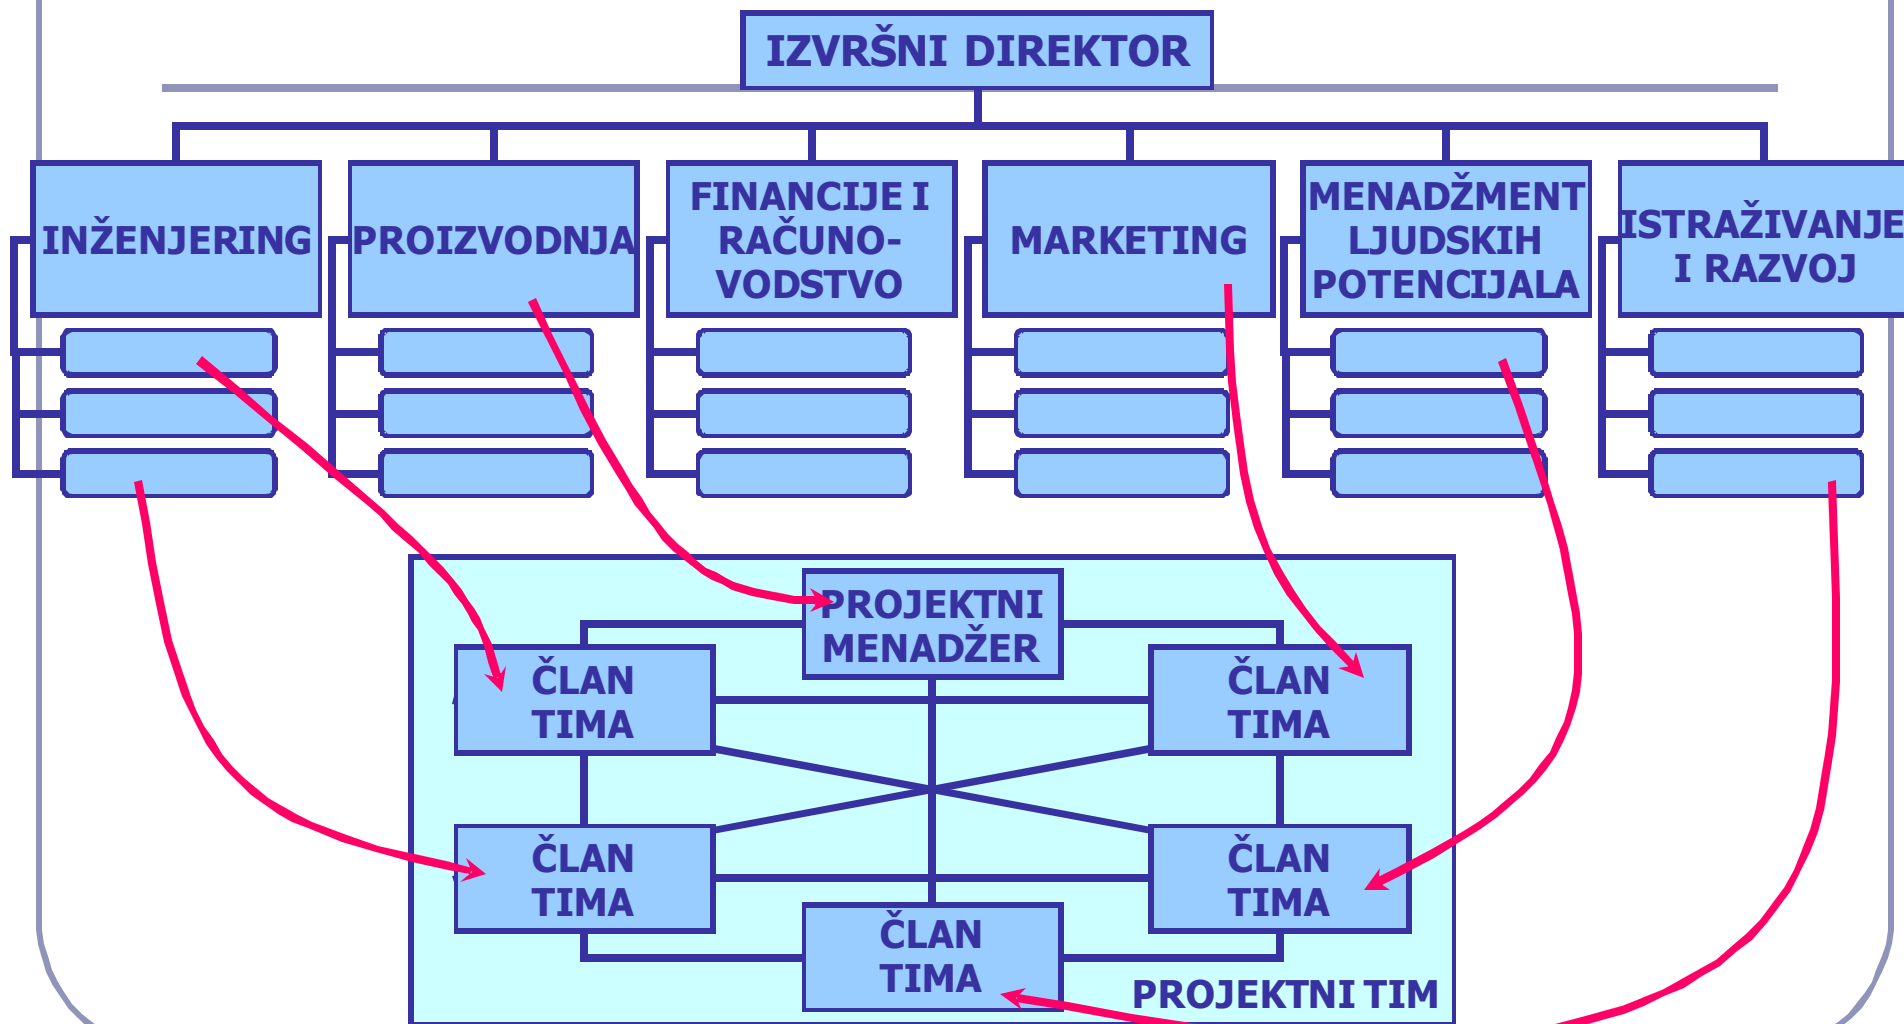 IZVRŠNI DIREKTOR
INŽENJERING
PROIZVODNJA
FINANCIJE I
RAČUNO-
VODSTVO
MARKETING
MENADŽMENT
LJUDSKIH
POTENCIJALA
ISTRAŽIVANJE
I RAZVOJ
PROJEKTNI
MENADŽER
ČLAN
TIMA
ČLAN
TIMA
ČLAN
TIMA
ČLAN
TIMA
ČLAN
TIMA
PROJEKTNI TIM